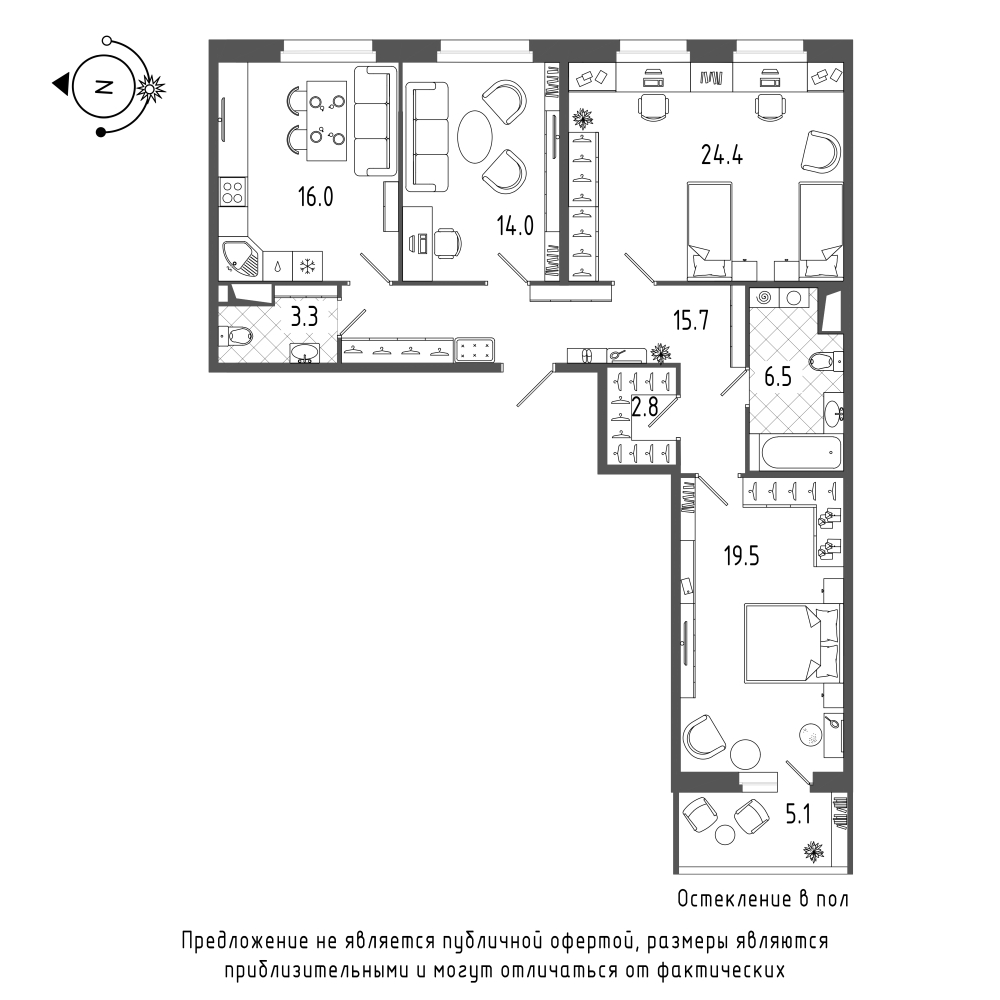 N
16.0
14.0
24.4
3.3
15.7
6.5
2.8
19.5
5.1
Остекление в пол
Предложение не является публичной офертой, размеры являются
приблизительными и могут отличаться от фактических